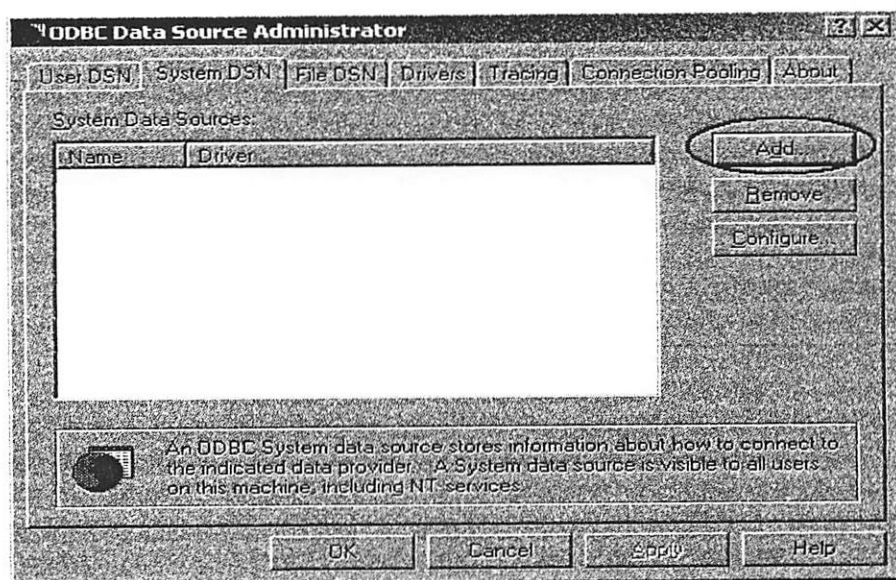 ODBC Data Source Administrator
User DSN System DSN File DSN Drivers Tracing Connection Pooling About
System Data Sources:
Name Driver
Add...
Remove
Configure...
An ODBC System data source stores information about how to connect to
the indicated data provider. A System data source is visible to all users
on this machine, including NT services.
OK Cancel Apply Help